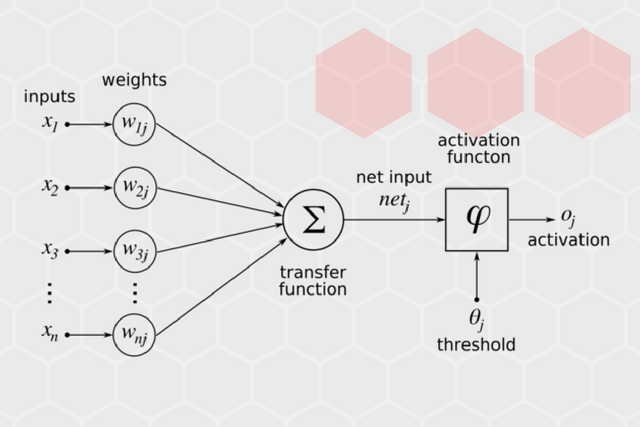 weights
inputs
x1
w1j
x2
w2j
x3
w3j
⋮
⋮
xn
wnj
Σ
transfer
function
net input
netj
activation
functon
φ
oj
activation
θj
threshold